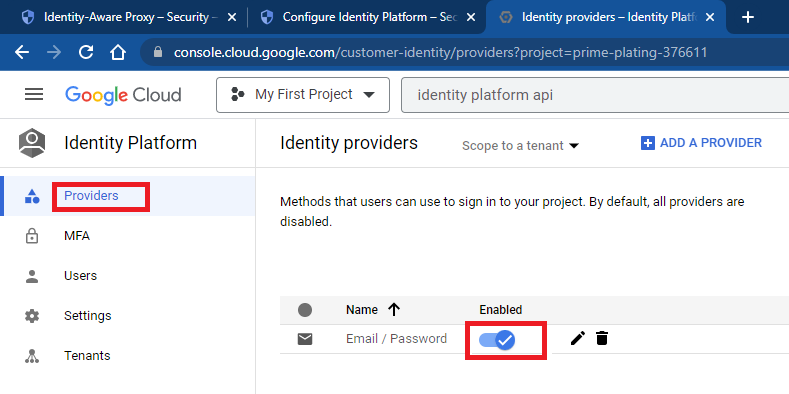 Identity-Aware Proxy – Security –
Configure Identity Platform – Sec
Identity providers – Identity Platf
console.cloud.google.com/customer-identity/providers?project=prime-plating-376611
Google Cloud
My First Project
identity platform api
Identity Platform
Identity providers
Scope to a tenant
ADD A PROVIDER
Providers
MFA
Users
Settings
Tenants
Methods that users can use to sign in to your project. By default, all providers are
disabled.
Name
Enabled
Email / Password